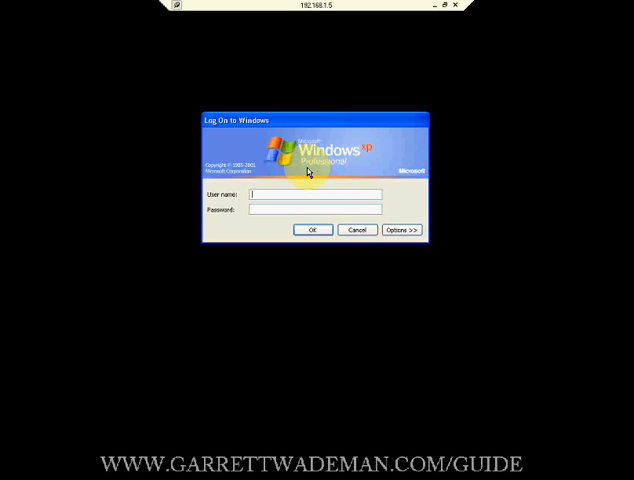 192.168.1.5
Log On to Windows
Microsoft
Windows xp
Professional
Copyright © 1985-2001
Microsoft Corporation
Microsoft
User name:
Password:
OK
Cancel
Options >>
WWW.GARRETTWADEMAN.COM/GUIDE